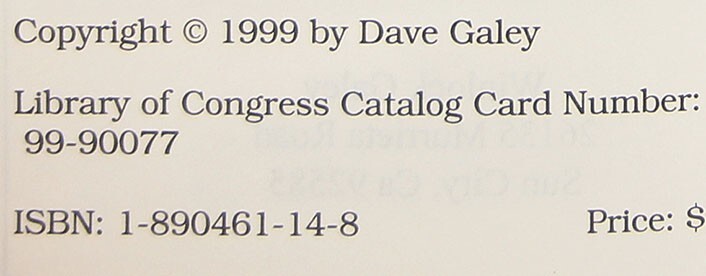 Copyright © 1999 by Dave Galey
Library of Congress Catalog Card Number:
99-90077
ISBN: 1-890461-14-8 Price: $